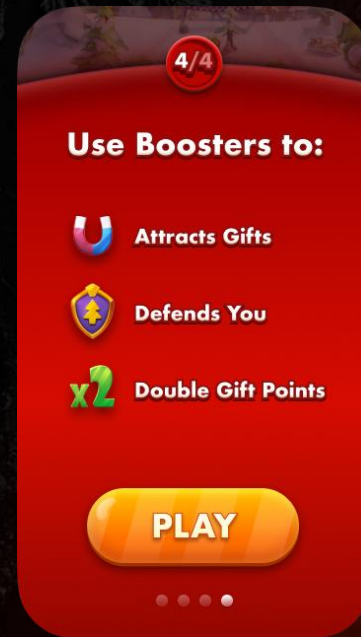 4/4
Use Boosters to:
Attracts Gifts
Defends You
x2
Double Gift Points
PLAY